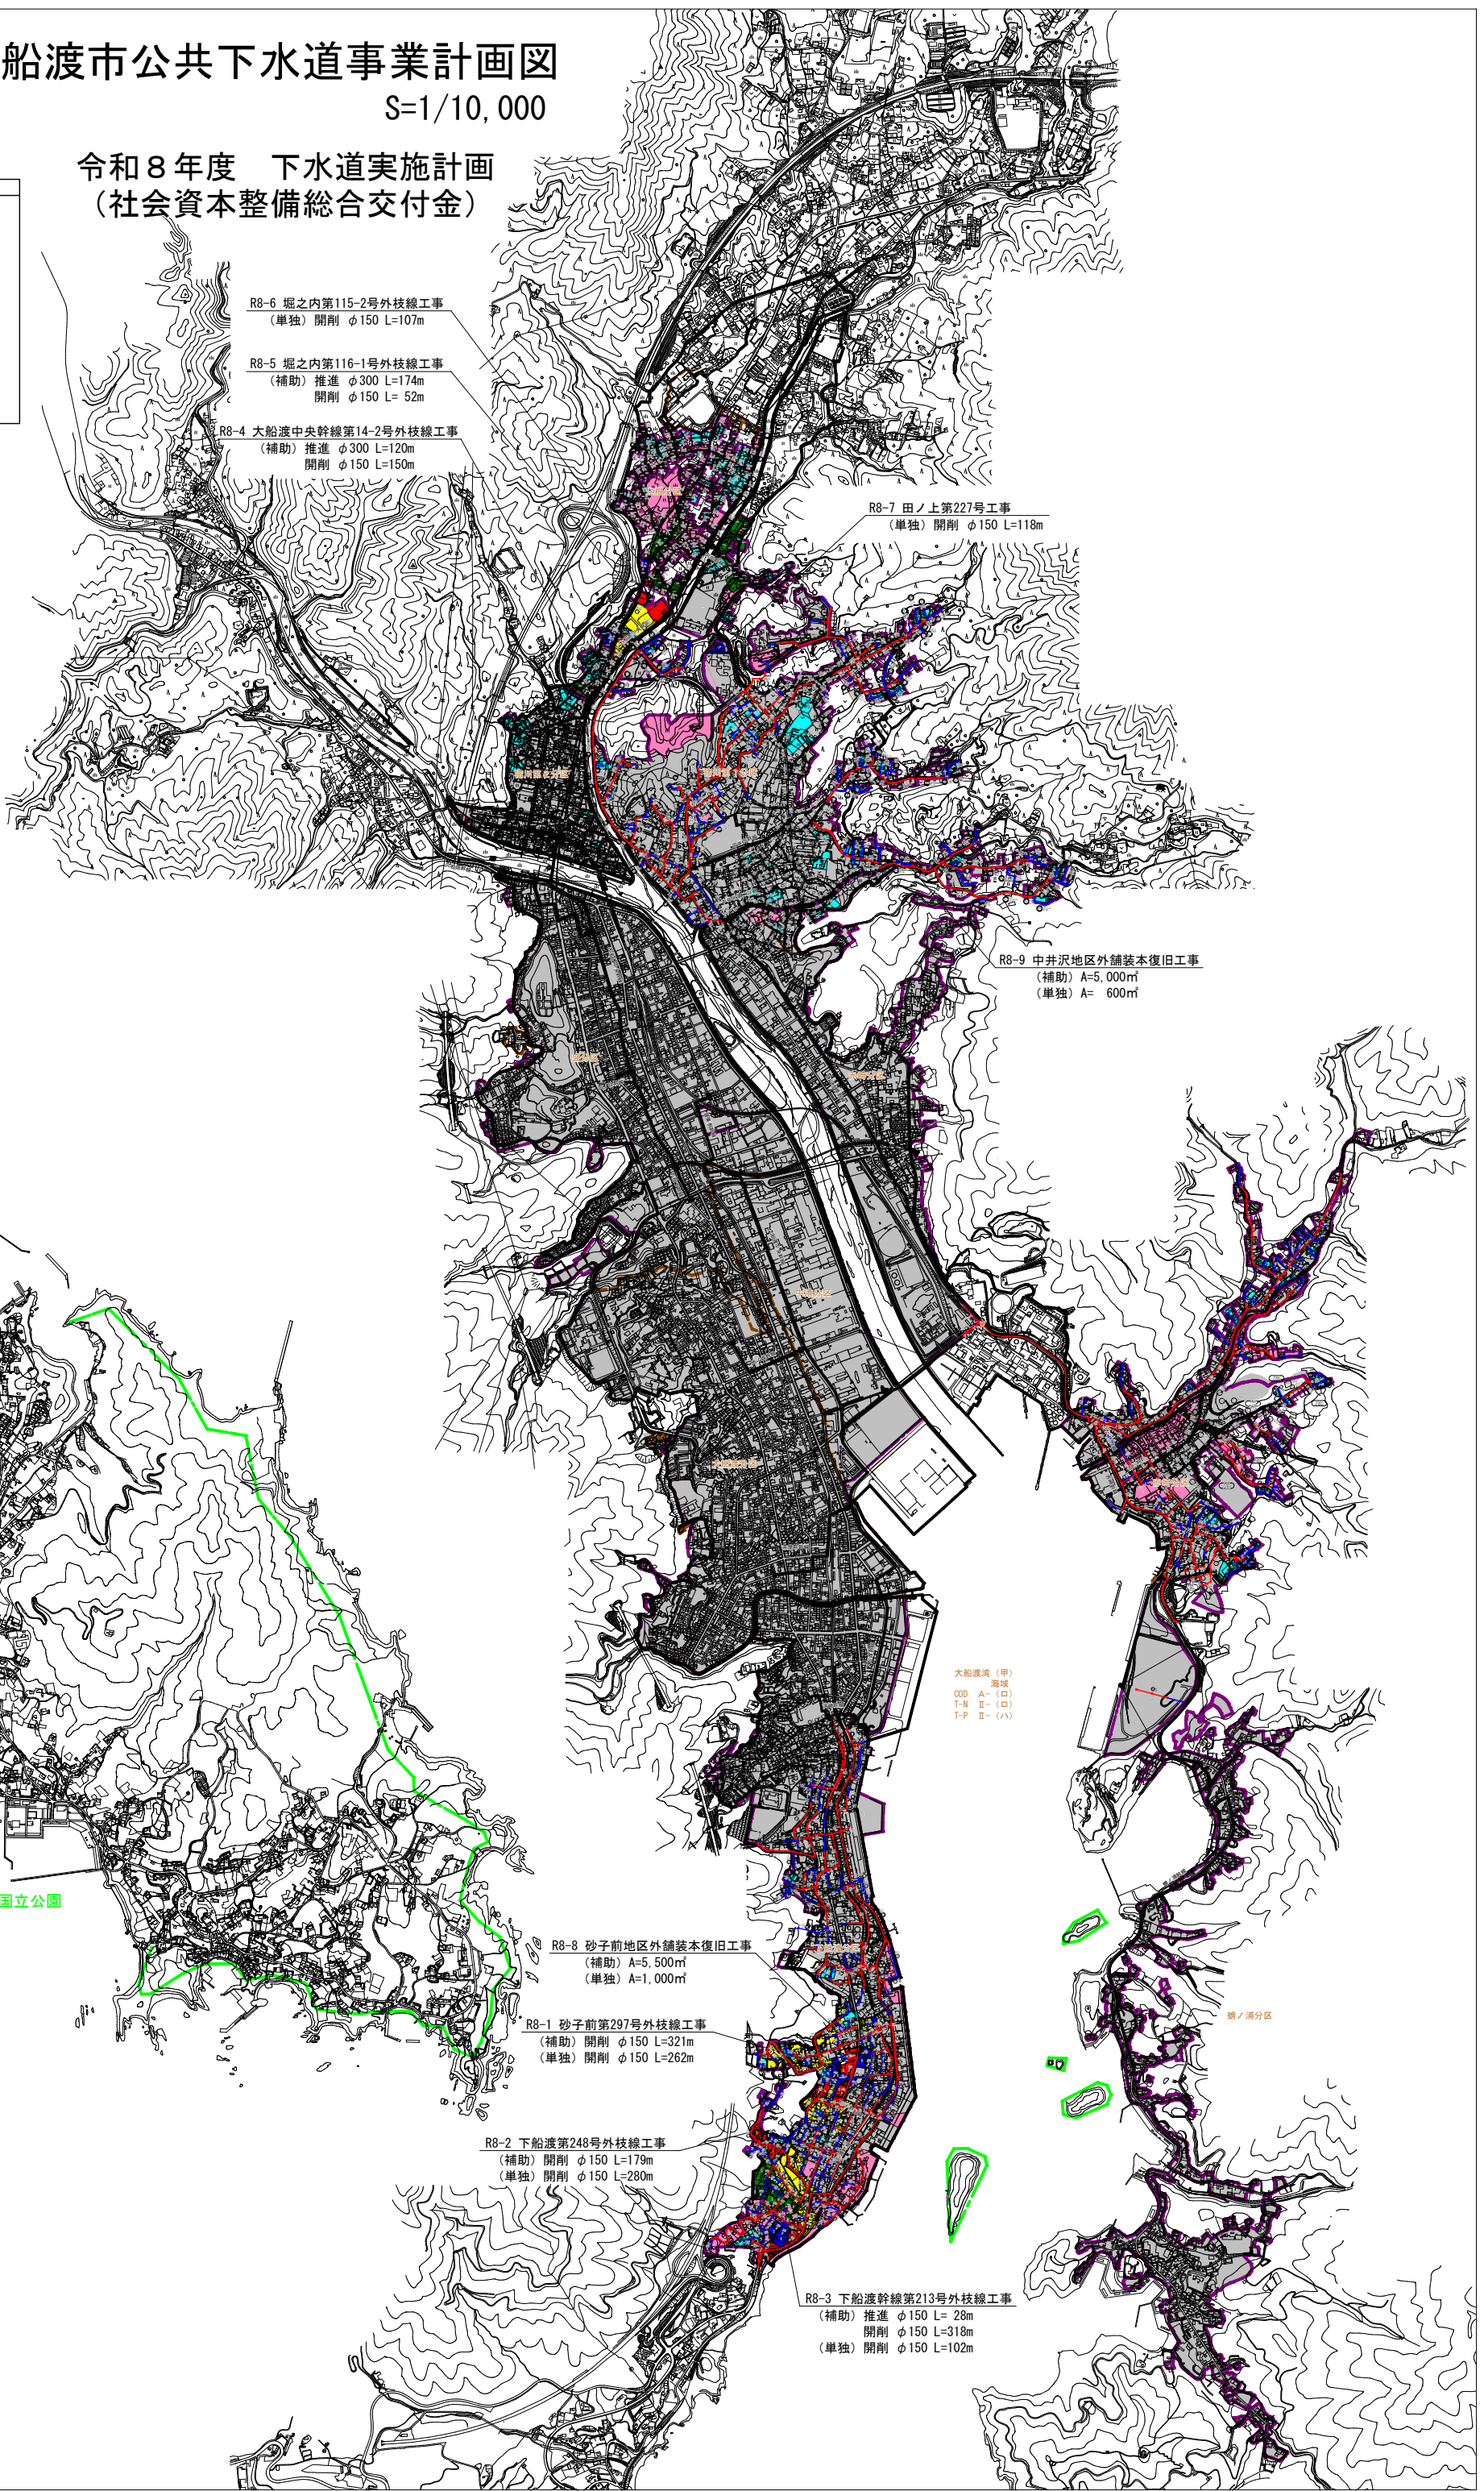 船渡市公共下水道事業計画図
S=1/10,000
令和８年度　下水道実施計画
（社会資本整備総合交付金）
R8-6 堀之内第115-2号外枝線工事
（単独）開削 φ150 L=107m
R8-5 堀之内第116-1号外枝線工事
（補助）推進 φ300 L=174m
開削 φ150 L= 52m
R8-4 大船渡中央幹線第14-2号外枝線工事
（補助）推進 φ300 L=120m
開削 φ150 L=150m
R8-7 田ノ上第227号工事
（単独）開削 φ150 L=118m
R8-9 中井沢地区外舗装本復旧工事
（補助）A=5,000㎡
（単独）A=  600㎡
大船渡湾（甲）
海域
COD A-（ロ）
T-N Ⅱ-（ロ）
T-P Ⅱ-（ハ）
国立公園
R8-8 砂子前地区外舗装本復旧工事
（補助）A=5,500㎡
（単独）A=1,000㎡
R8-1 砂子前第297号外枝線工事
（補助）開削 φ150 L=321m
（単独）開削 φ150 L=262m
蛸ノ浦分区
R8-2 下船渡第248号外枝線工事
（補助）開削 φ150 L=179m
（単独）開削 φ150 L=280m
R8-3 下船渡幹線第213号外枝線工事
（補助）推進 φ150 L= 28m
開削 φ150 L=318m
（単独）開削 φ150 L=102m